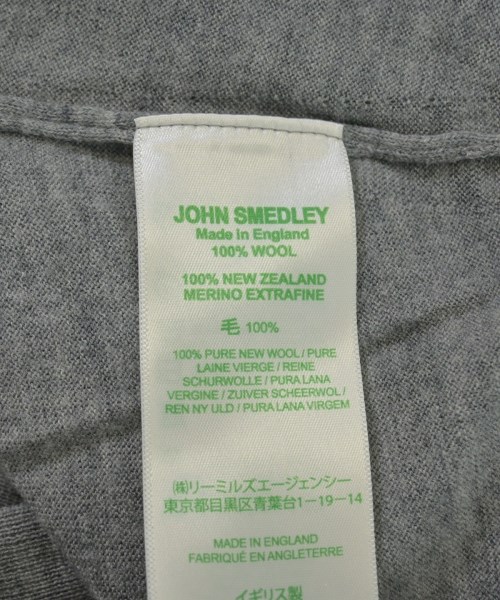 JOHN SMEDLEY
Made in England
100% WOOL
100% NEW ZEALAND
MERINO EXTRAFINE
毛 100%
100% PURE NEW WOOL / PURE
LAINE VIERGE / REINE
SCHURWOLLE / PURA LANA
VERGINE / ZUIVER SCHEERWOL /
REN NY ULD / PURA LANA VIRGEM
㈱リーミルズエージェンシー
東京都目黒区青葉台1-19-14
MADE IN ENGLAND
FABRIQUÉ EN ANGLETERRE
イギリス製